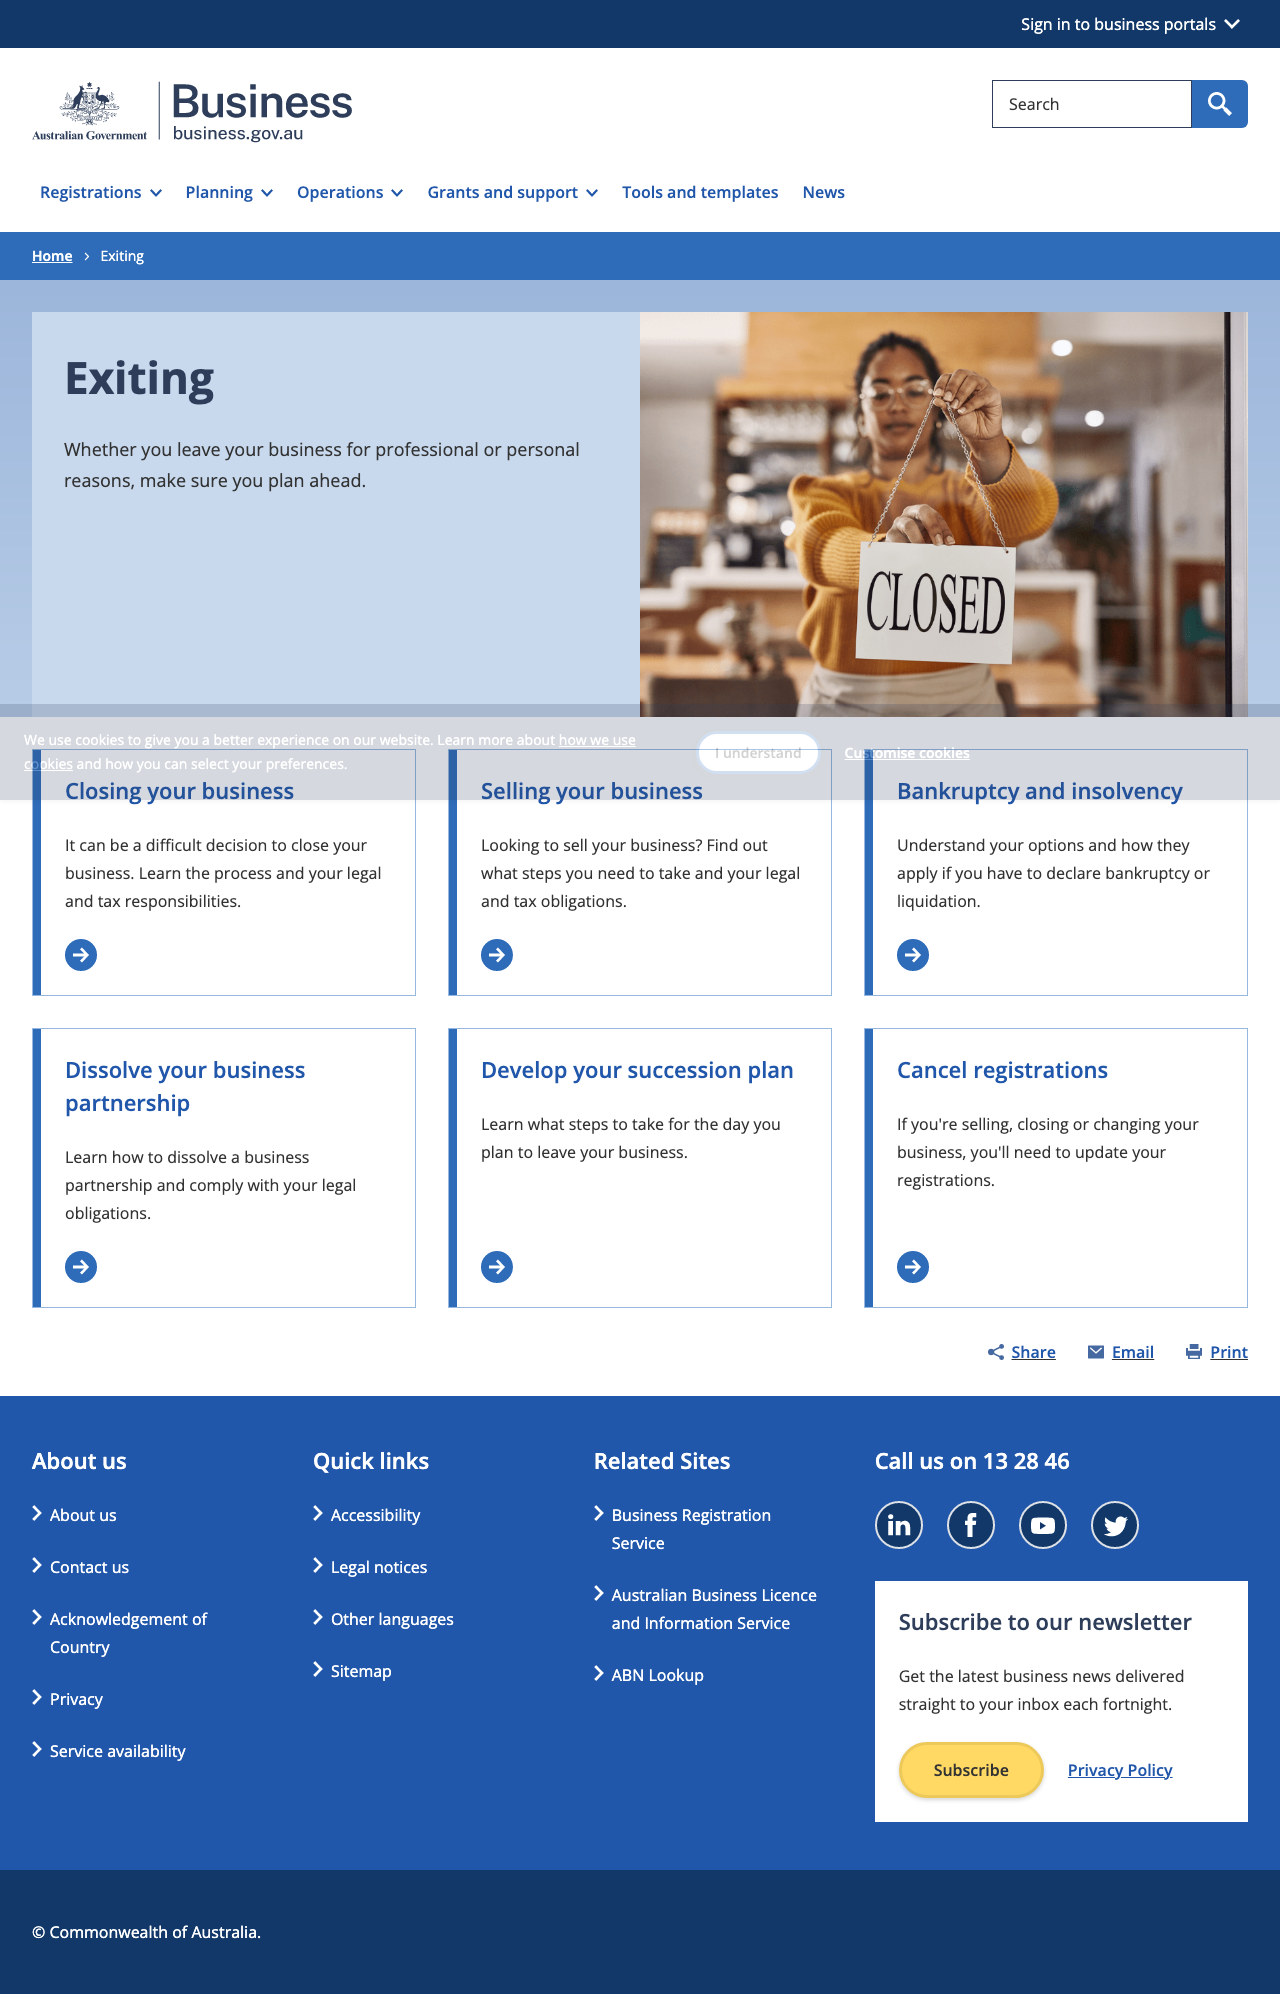 Sign in to business portals
Australian Government
Business
business.gov.au
Search
Registrations
Planning
Operations
Grants and support
Tools and templates
News
Home
Exiting
Exiting
Whether you leave your business for professional or personal
reasons, make sure you plan ahead.
CLOSED
We use cookies to give you a better experience on our website. Learn more about how we use
cookies and how you can select your preferences.
I understand
Customise cookies
Closing your business
It can be a difficult decision to close your
business. Learn the process and your legal
and tax responsibilities.
Selling your business
Looking to sell your business? Find out
what steps you need to take and your legal
and tax obligations.
Bankruptcy and insolvency
Understand your options and how they
apply if you have to declare bankruptcy or
liquidation.
Dissolve your business
partnership
Learn how to dissolve a business
partnership and comply with your legal
obligations.
Develop your succession plan
Learn what steps to take for the day you
plan to leave your business.
Cancel registrations
If you're selling, closing or changing your
business, you'll need to update your
registrations.
Share
Email
Print
About us
About us
Contact us
Acknowledgement of
Country
Privacy
Service availability
Quick links
Accessibility
Legal notices
Other languages
Sitemap
Related Sites
Business Registration
Service
Australian Business Licence
and Information Service
ABN Lookup
Call us on 13 28 46
Subscribe to our newsletter
Get the latest business news delivered
straight to your inbox each fortnight.
Subscribe
Privacy Policy
© Commonwealth of Australia.